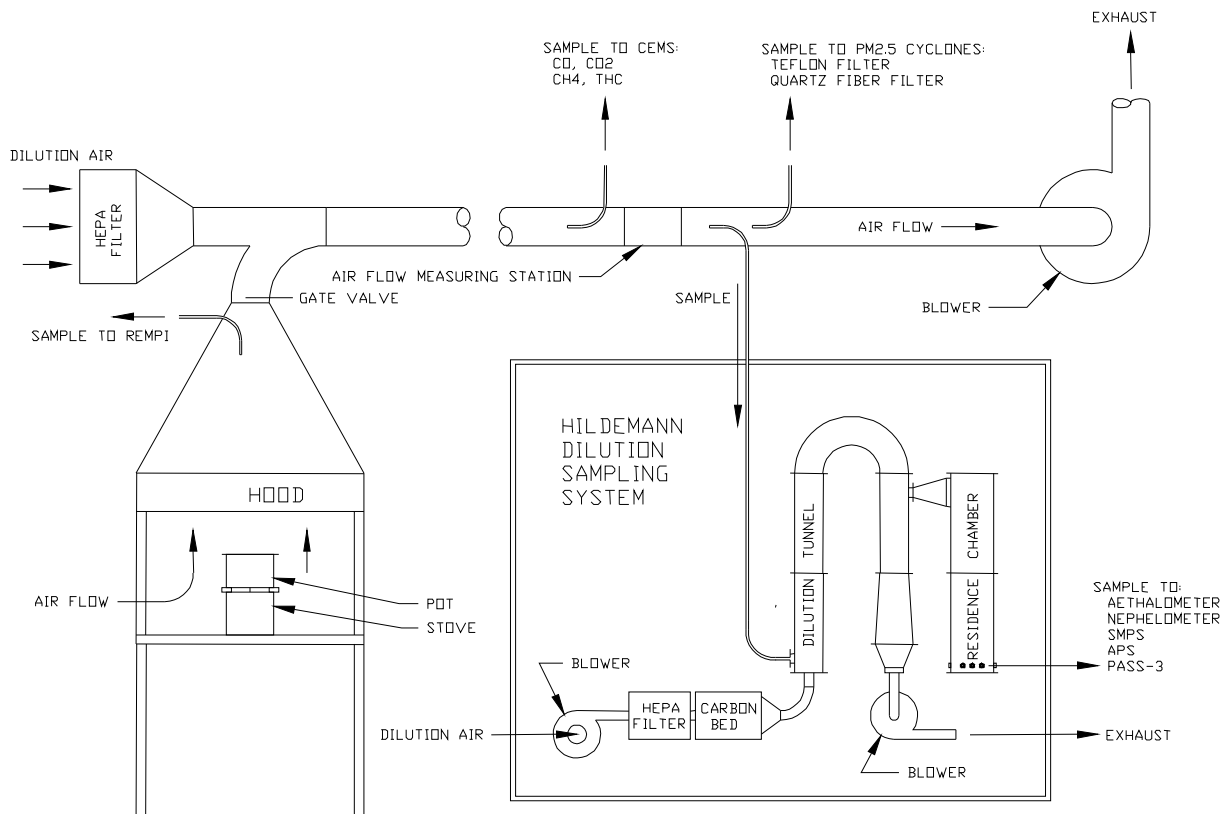 EXHAUST
SAMPLE TO CEMS:
CO, CO2
CH4, THC
SAMPLE TO PM2.5 CYCLONES:
TEFLON FILTER
QUARTZ FIBER FILTER
DILUTION AIR
HEPA
FILTER
AIR FLOW
AIR FLOW MEASURING STATION
GATE VALVE
SAMPLE
BLOWER
SAMPLE TO REMPI
HILDEMANN
DILUTION
SAMPLING
SYSTEM
HOOD
DILUTION TUNNEL
RESIDENCE CHAMBER
AIR FLOW
POT
STOVE
SAMPLE TO:
AETHALOMETER
NEPHELOMETER
SMPS
APS
PASS-3
BLOWER
HEPA
FILTER
CARBON
BED
DILUTION AIR
EXHAUST
BLOWER